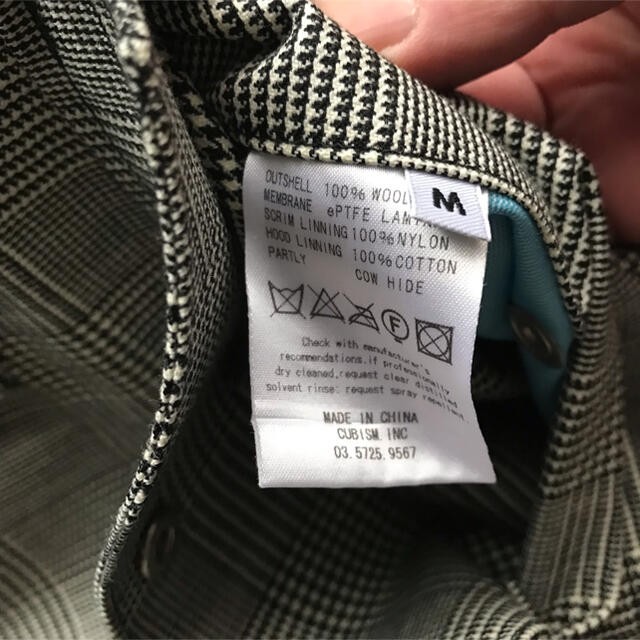 M
OUTSHELL 100% WOOL
MEMBRANE ePTFE
SCRIM LINNING 100%NYLON
HOOD LINNING 100%COTTON
PARTLY COW HIDE
F
Check with manufacturer's
recommendations.if professionally
dry cleaned,request clear distilled
solvent rinse: request spray repellent.
MADE IN CHINA
CUBISM.INC
03.5725.9567